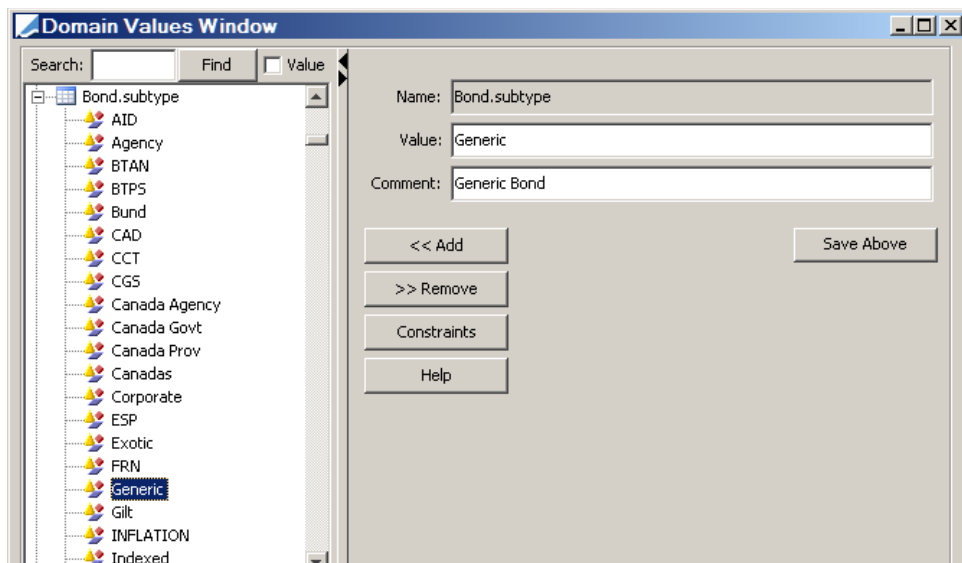 Domain Values Window
Search: Find Value
Bond.subtype
AID
Agency
BTAN
BTPS
Bund
CAD
CCT
CGS
Canada Agency
Canada Govt
Canada Prov
Canadas
Corporate
ESP
Exotic
FRN
Generic
Gilt
INFLATION
Indexed
Name: Bond.subtype
Value: Generic
Comment: Generic Bond
<< Add Save Above
>> Remove
Constraints
Help